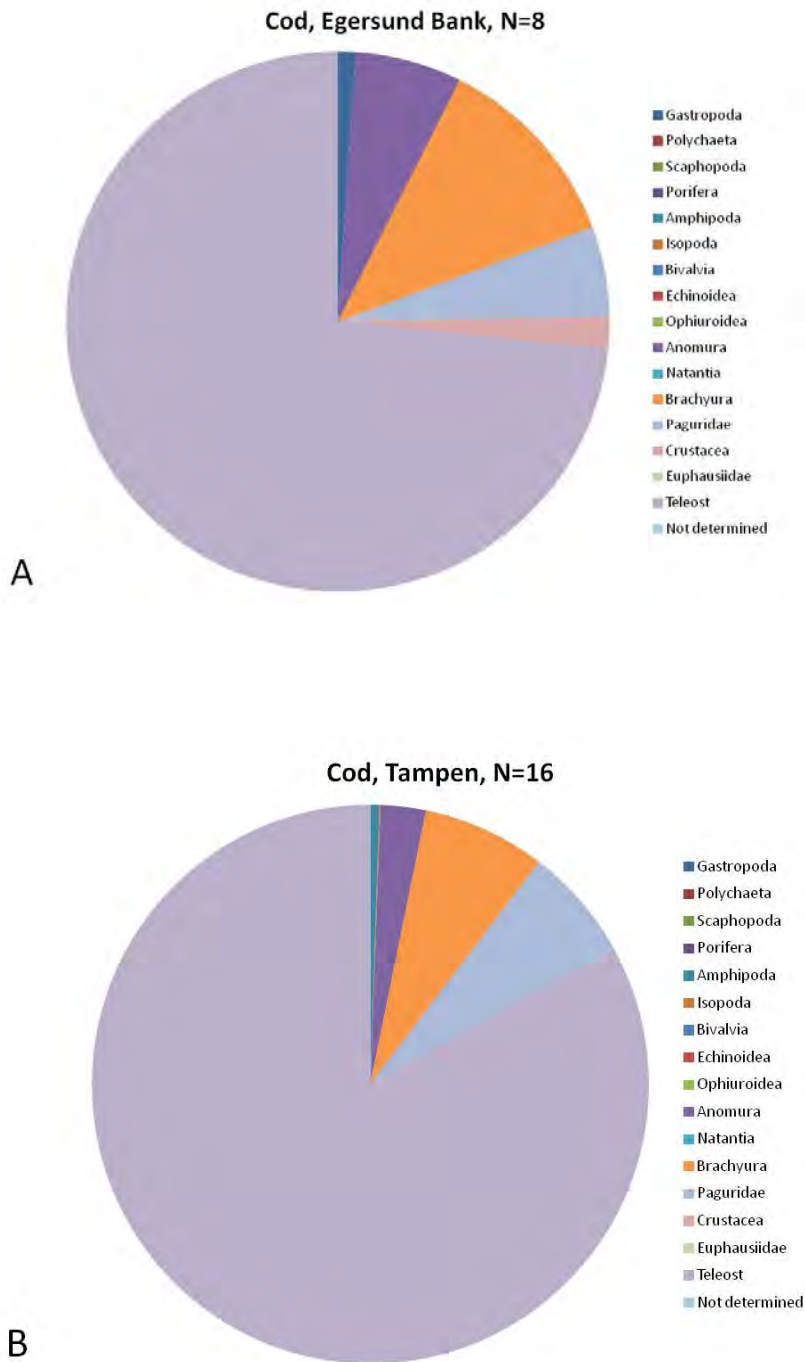 Cod, Egersund Bank, N=8
Gastropoda
Polychaeta
Scaphopoda
Porifera
Amphipoda
Isopoda
Bivalvia
Echinoidea
Ophiuroidea
Anomura
Natantia
Brachyura
Paguridae
Crustacea
Euphausiidae
Teleost
Not determined
A
Cod, Tampen, N=16
Gastropoda
Polychaeta
Scaphopoda
Porifera
Amphipoda
Isopoda
Bivalvia
Echinoidea
Ophiuroidea
Anomura
Natantia
Brachyura
Paguridae
Crustacea
Euphausiidae
Teleost
Not determined
B